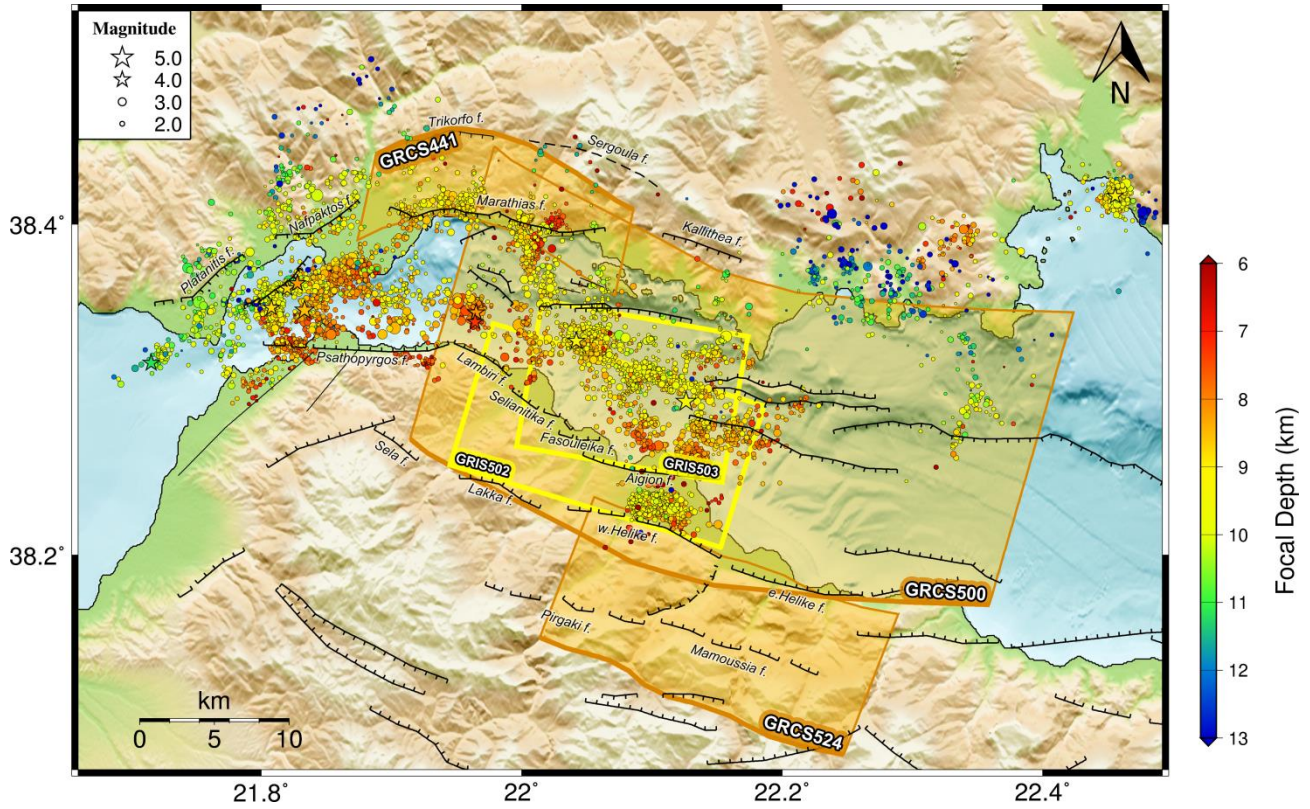 Magnitude
5.0
4.0
3.0
2.0
N
Trikorfo f.
GRCS441
Sergoula f.
Nafpaktos f.
Marathias f.
Kallithea f.
Platanitis f.
38.4°
Psathopyrgos f.
Lambiri f.
Selianitika f.
Fasouleika f.
Sela f.
GRIS502
GRIS503
Aigion f.
Lakka f.
w.Helike f.
38.2°
e.Helike f.
GRCS500
Pirgaki f.
Mamoussia f.
GRCS524
km
0 5 10
21.8° 22° 22.2° 22.4°
6
7
8
9
10
11
12
13
Focal Depth (km)